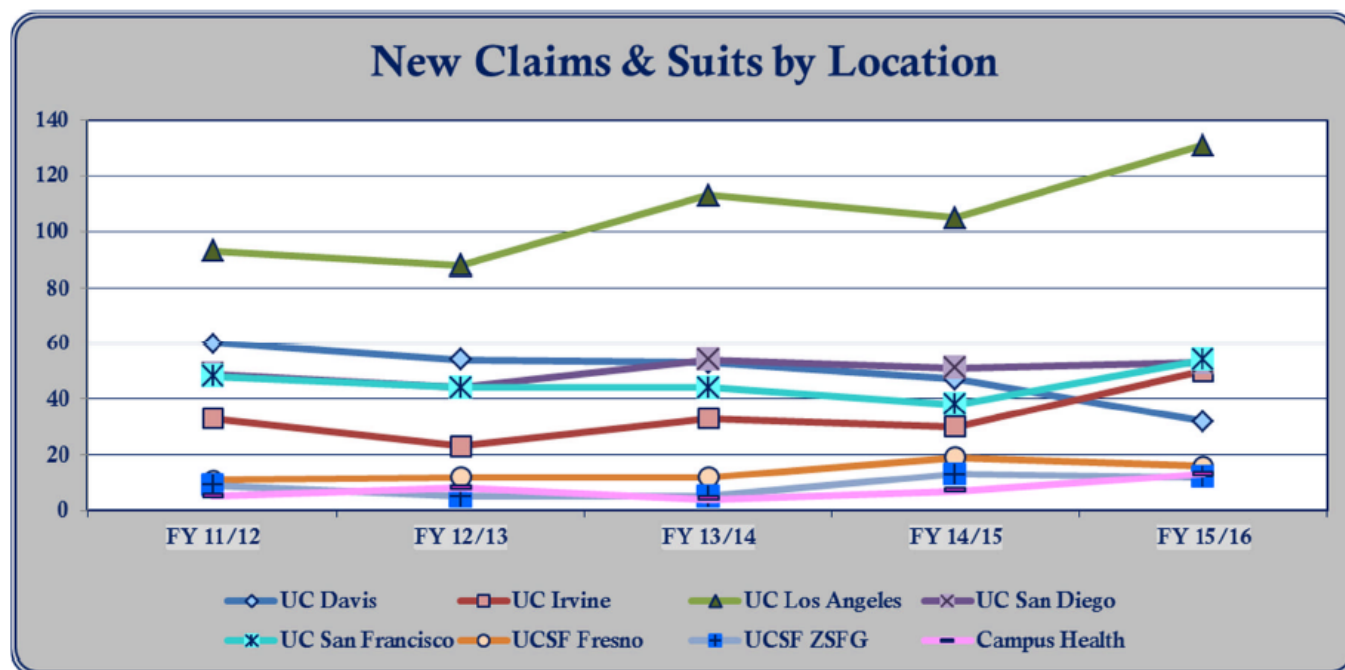 New Claims & Suits by Location
140
120
100
80
60
40
20
0
FY 11/12 FY 12/13 FY 13/14 FY 14/15 FY 15/16
UC Davis UC Irvine UC Los Angeles UC San Diego
UC San Francisco UCSF Fresno UCSF ZSFG Campus Health